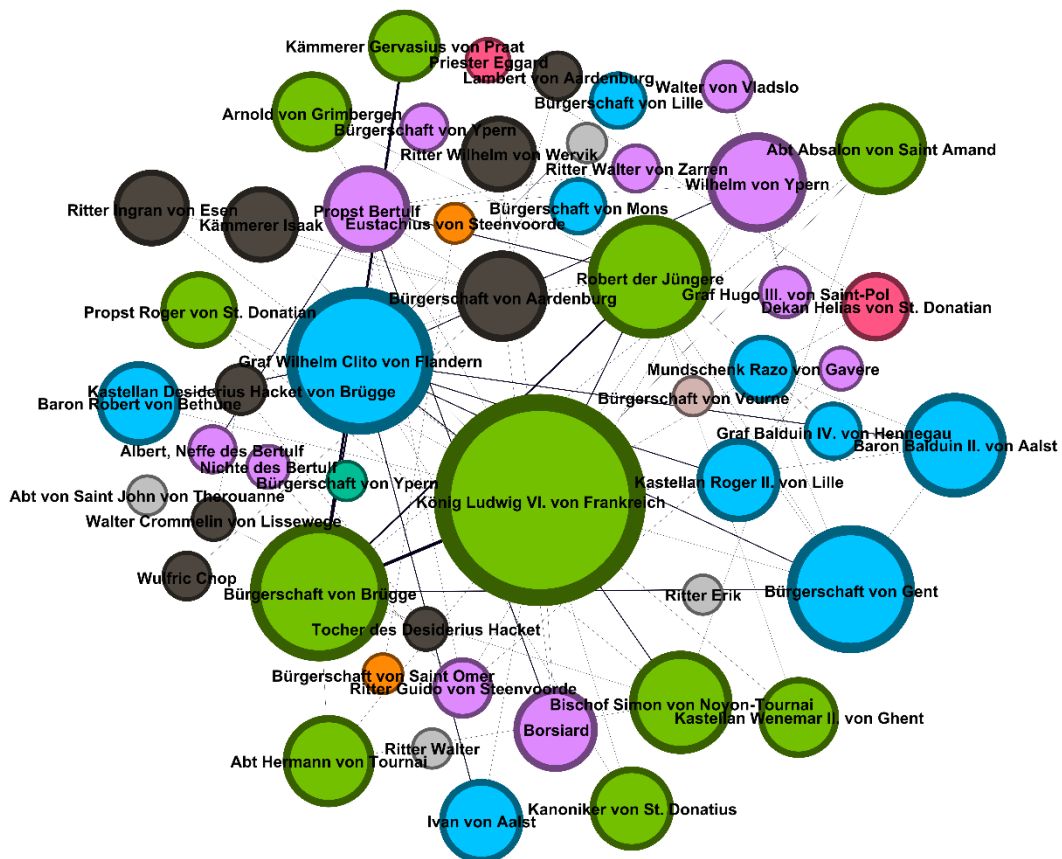 Kämmerer Gervasius von Praat
Priester Eggard
Lambert von Aardenburg
Walter von Vladslo
Bürgerschaft von Lille
Arnold von Grimbergen
Bürgerschaft von Ypern
Abt Absalon von Saint Amand
Ritter Wilhelm von Wervik
Ritter Walter von Zarren
Wilhelm von Ypern
Bürgerschaft von Mons
Ritter Ingran von Esen
Propst Bertulf
Kämmerer Isaak
Eustachius von Steenvoorde
Robert der Jüngere
Bürgerschaft von Aardenburg
Graf Hugo III. von Saint-Pol
Dekan Helias von St. Donatian
Propst Roger von St. Donatian
Graf Wilhelm Clito von Flandern
Mundschenk Razo von Gavere
Kastellan Desiderius Hacket von Brügge
Bürgerschaft von Veurne
Baron Robert von Bethune
Graf Balduin IV. von Hennegau
Baron Balduin II. von Aalst
Albert, Neffe des Bertulf
Nichte des Bertulf
Bürgerschaft von Ypern
Kastellan Roger II. von Lille
Abt von Saint John von Therouanne
König Ludwig VI. von Frankreich
Walter Crommelin von Lissewege
Wulfric Chop
Bürgerschaft von Brügge
Bürgerschaft von Gent
Ritter Erik
Tocher des Desiderius Hacket
Bürgerschaft von Saint Omer
Ritter Guido von Steenvoorde
Bischof Simon von Noyon-Tournai
Kastellan Wenemar II. von Ghent
Borsiard
Ritter Walter
Abt Hermann von Tournai
Kanoniker von St. Donatius
Ivan von Aalst